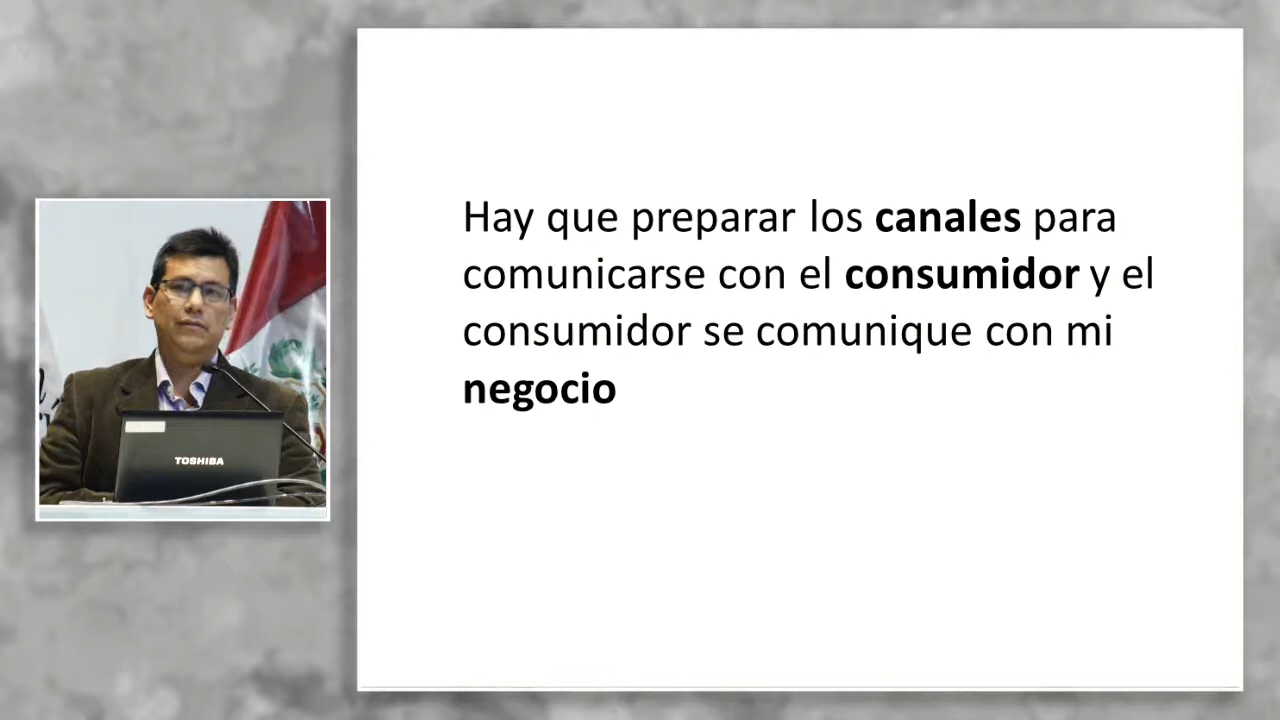 Hay que preparar los canales para
comunicarse con el consumidor y el
consumidor se comunique con mi
negocio
TOSHIBA